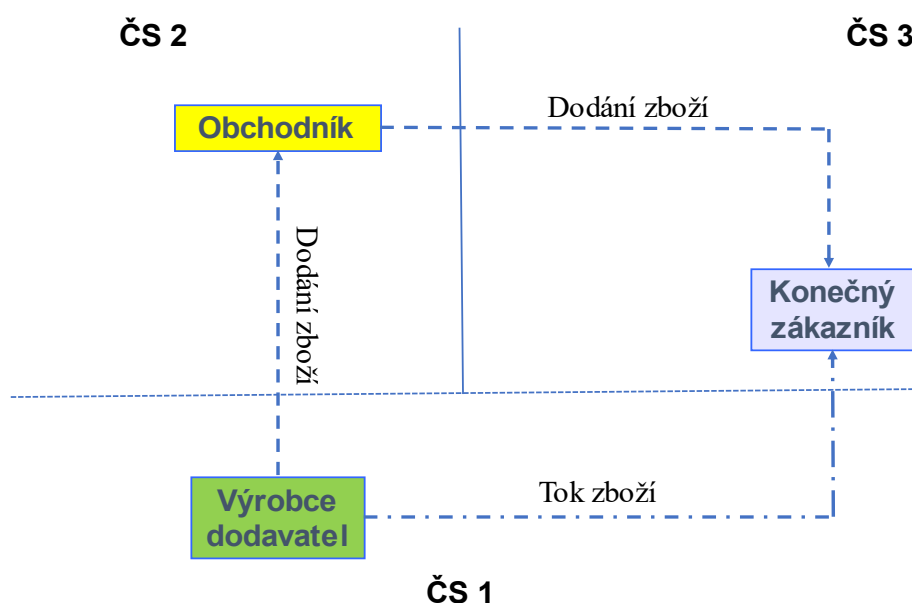 ČS 2
ČS 3
Obchodník
Dodání zboží
Dodání zboží
Konečný
zákazník
Výrobce
dodavatel
Tok zboží
ČS 1